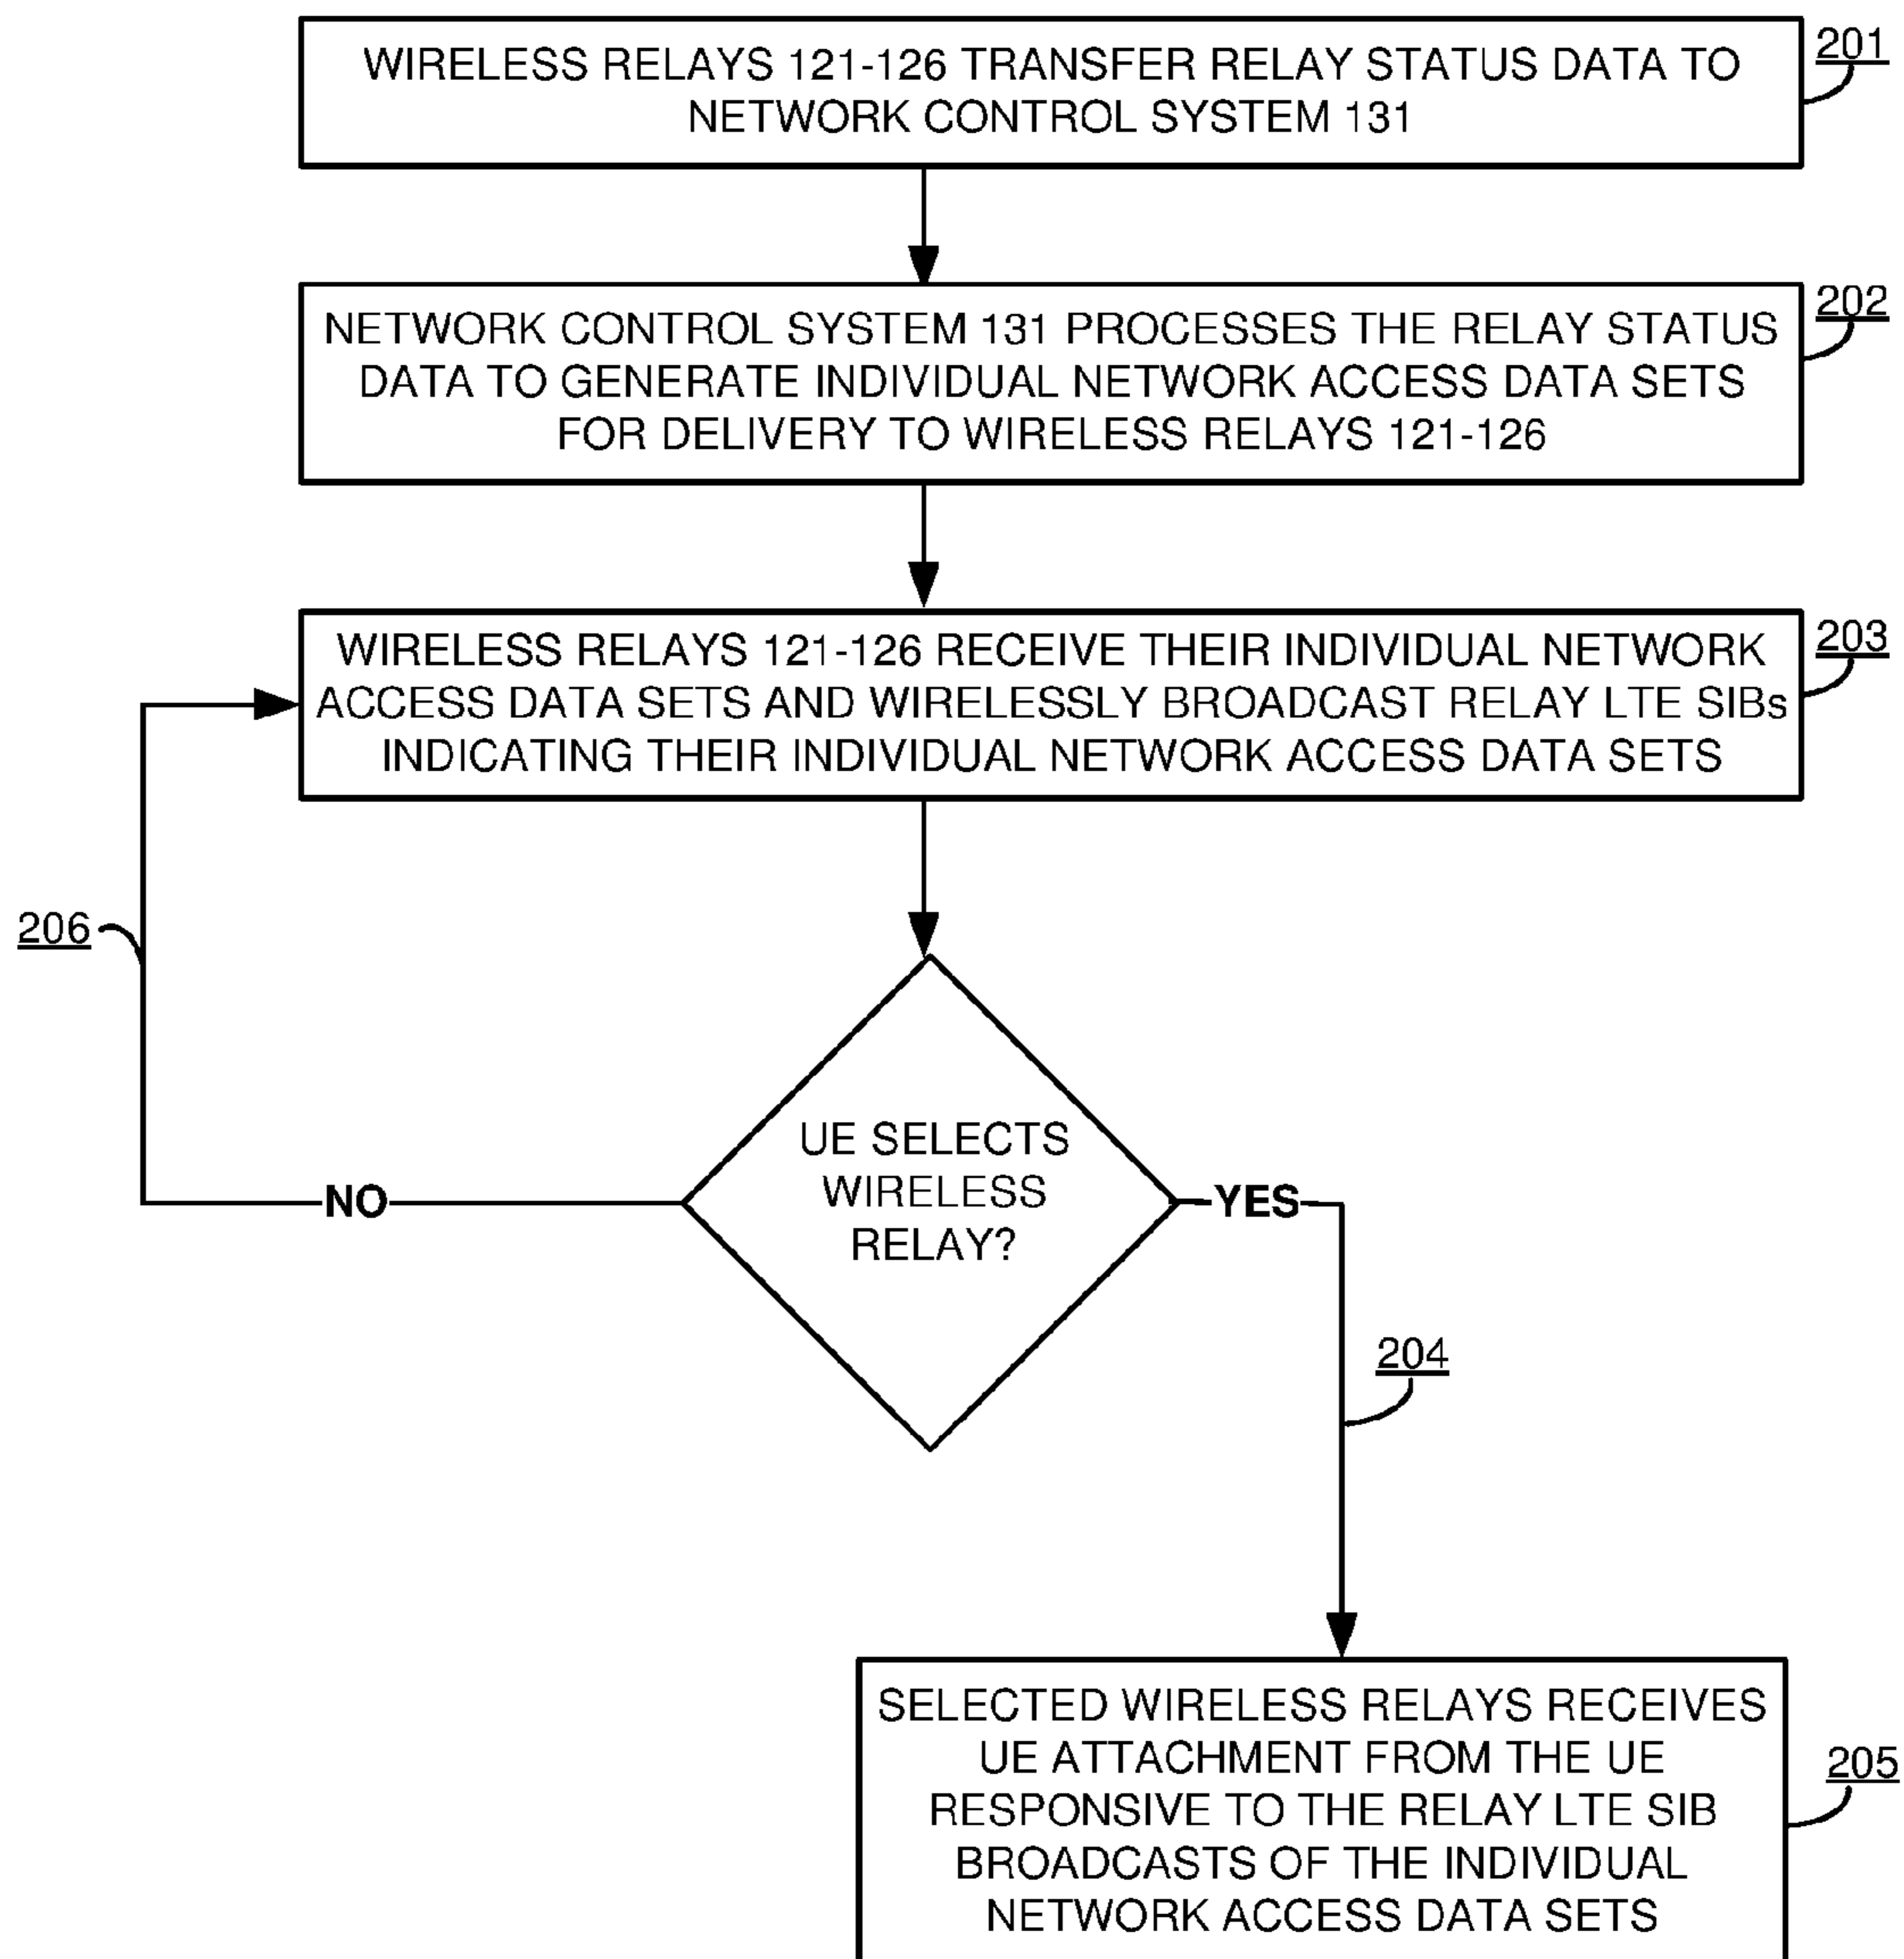 WIRELESS RELAYS 121-126 TRANSFER RELAY STATUS DATA TO
NETWORK CONTROL SYSTEM 131
201
NETWORK CONTROL SYSTEM 131 PROCESSES THE RELAY STATUS
DATA TO GENERATE INDIVIDUAL NETWORK ACCESS DATA SETS
FOR DELIVERY TO WIRELESS RELAYS 121-126
202
WIRELESS RELAYS 121-126 RECEIVE THEIR INDIVIDUAL NETWORK
ACCESS DATA SETS AND WIRELESSLY BROADCAST RELAY LTE SIBs
INDICATING THEIR INDIVIDUAL NETWORK ACCESS DATA SETS
203
206
UE SELECTS
WIRELESS
RELAY?
NO
YES
204
SELECTED WIRELESS RELAYS RECEIVES
UE ATTACHMENT FROM THE UE
RESPONSIVE TO THE RELAY LTE SIB
BROADCASTS OF THE INDIVIDUAL
NETWORK ACCESS DATA SETS
205